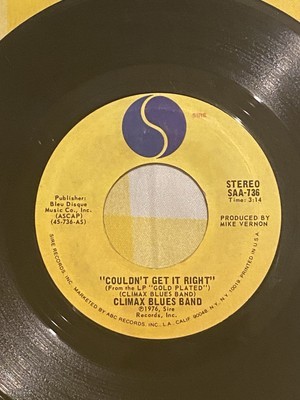 SIRE
STEREO
SAA-736
Time: 3:14
Publisher:
Bleu Disque
Music Co., Inc.
(ASCAP)
(45-736-AS)
PRODUCED BY
MIKE VERNON
"COULDN'T GET IT RIGHT"
(From the LP "GOLD PLATED")
(CLIMAX BLUES BAND)
CLIMAX BLUES BAND
℗1976, Sire
Records, Inc.
SIRE RECORDS, INC. MARKETED BY ABC RECORDS, INC. L.A., CALIF. 90048, N.Y., N.Y. 10019. PRINTED IN U.S.A.